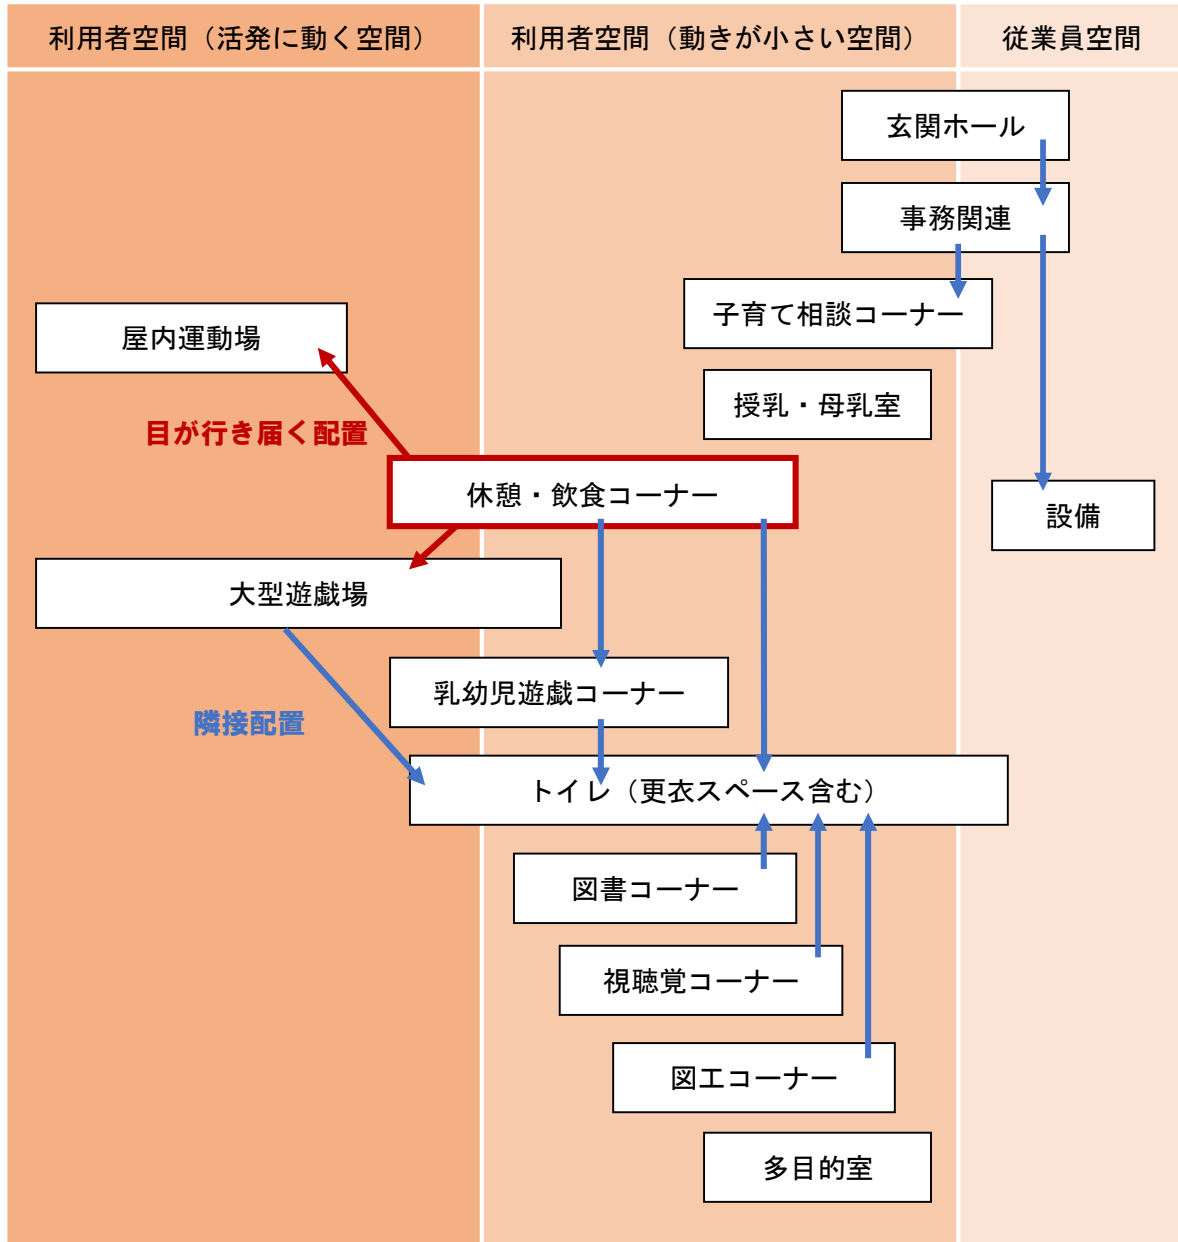 利用者空間（活発に動く空間）
利用者空間（動きが小さい空間）
従業員空間
玄関ホール
事務関連
子育て相談コーナー
屋内運動場
授乳・母乳室
目が行き届く配置
休憩・飲食コーナー
設備
大型遊戯場
乳幼児遊戯コーナー
隣接配置
トイレ（更衣スペース含む）
図書コーナー
視聴覚コーナー
図工コーナー
多目的室